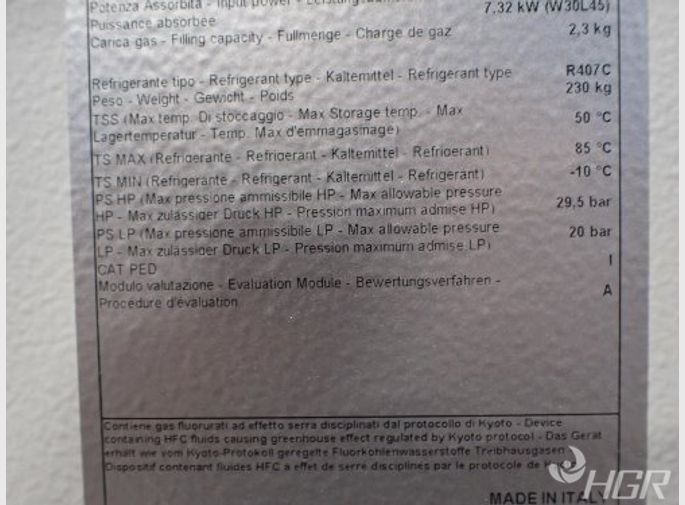 Potenza Assorbita - Input power -
7,32 kW (W30L45)
Puissance absorbée
Carica gas - Filling capacity - Fullmenge - Charge de gaz 2,3 kg
Refrigerante tipo - Refrigerant type - Kaltemittel - Refrigerant type R407C
Peso - Weight - Gewicht - Poids 230 kg
TSS (Max temp. Di stoccaggio - Max Storage temp. - Max 50 °C
Lagertemperatur - Temp. Max d'emmagasinage)
TS MAX (Refrigerante - Refrigerant - Kaltemittel - Refrigerant) 85 °C
TS MIN (Refrigerante - Refrigerant - Kaltemittel - Refrigerant) -10 °C
PS HP (Max pressione ammissibile HP - Max allowable pressure 29,5 bar
HP - Max zulässiger Druck HP - Pression maximum admise HP)
PS LP (Max pressione ammissibile LP - Max allowable pressure 20 bar
LP - Max zulässiger Druck LP - Pression maximum admise LP)
CAT PED I
Modulo valutazione - Evaluation Module - Bewertungsverfahren - A
Procédure d'évaluation
Contiene gas fluorurati ad effetto serra disciplinati dal protocollo di Kyoto - Device
containing HFC fluids causing greenhouse effect regulated by Kyoto protocol - Das Gerät
erhält wie vom Kyoto-Protokoll geregelte Fluorkohlenwasserstoffe Treibhausgasen
Dispositif contenant fluides HFC à effet de serre disciplinés par le protocole de
HGR
MADE IN ITALY